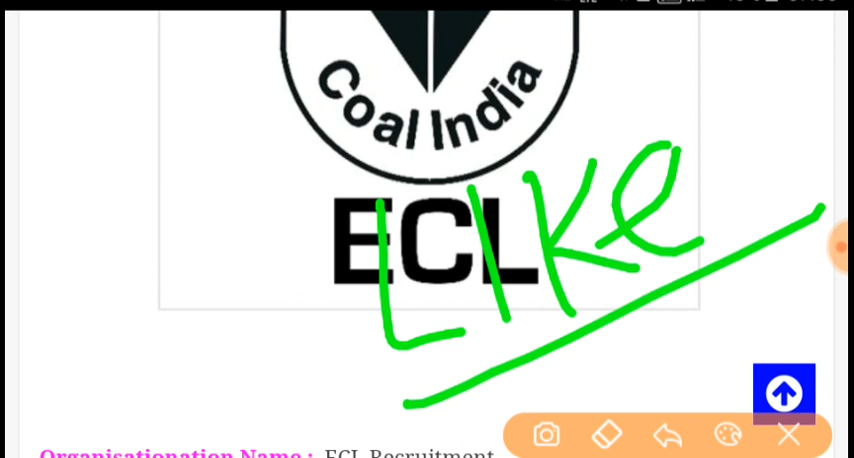 Coal India
ECL
LIKe
Organisationation Name : ECL Recruitment